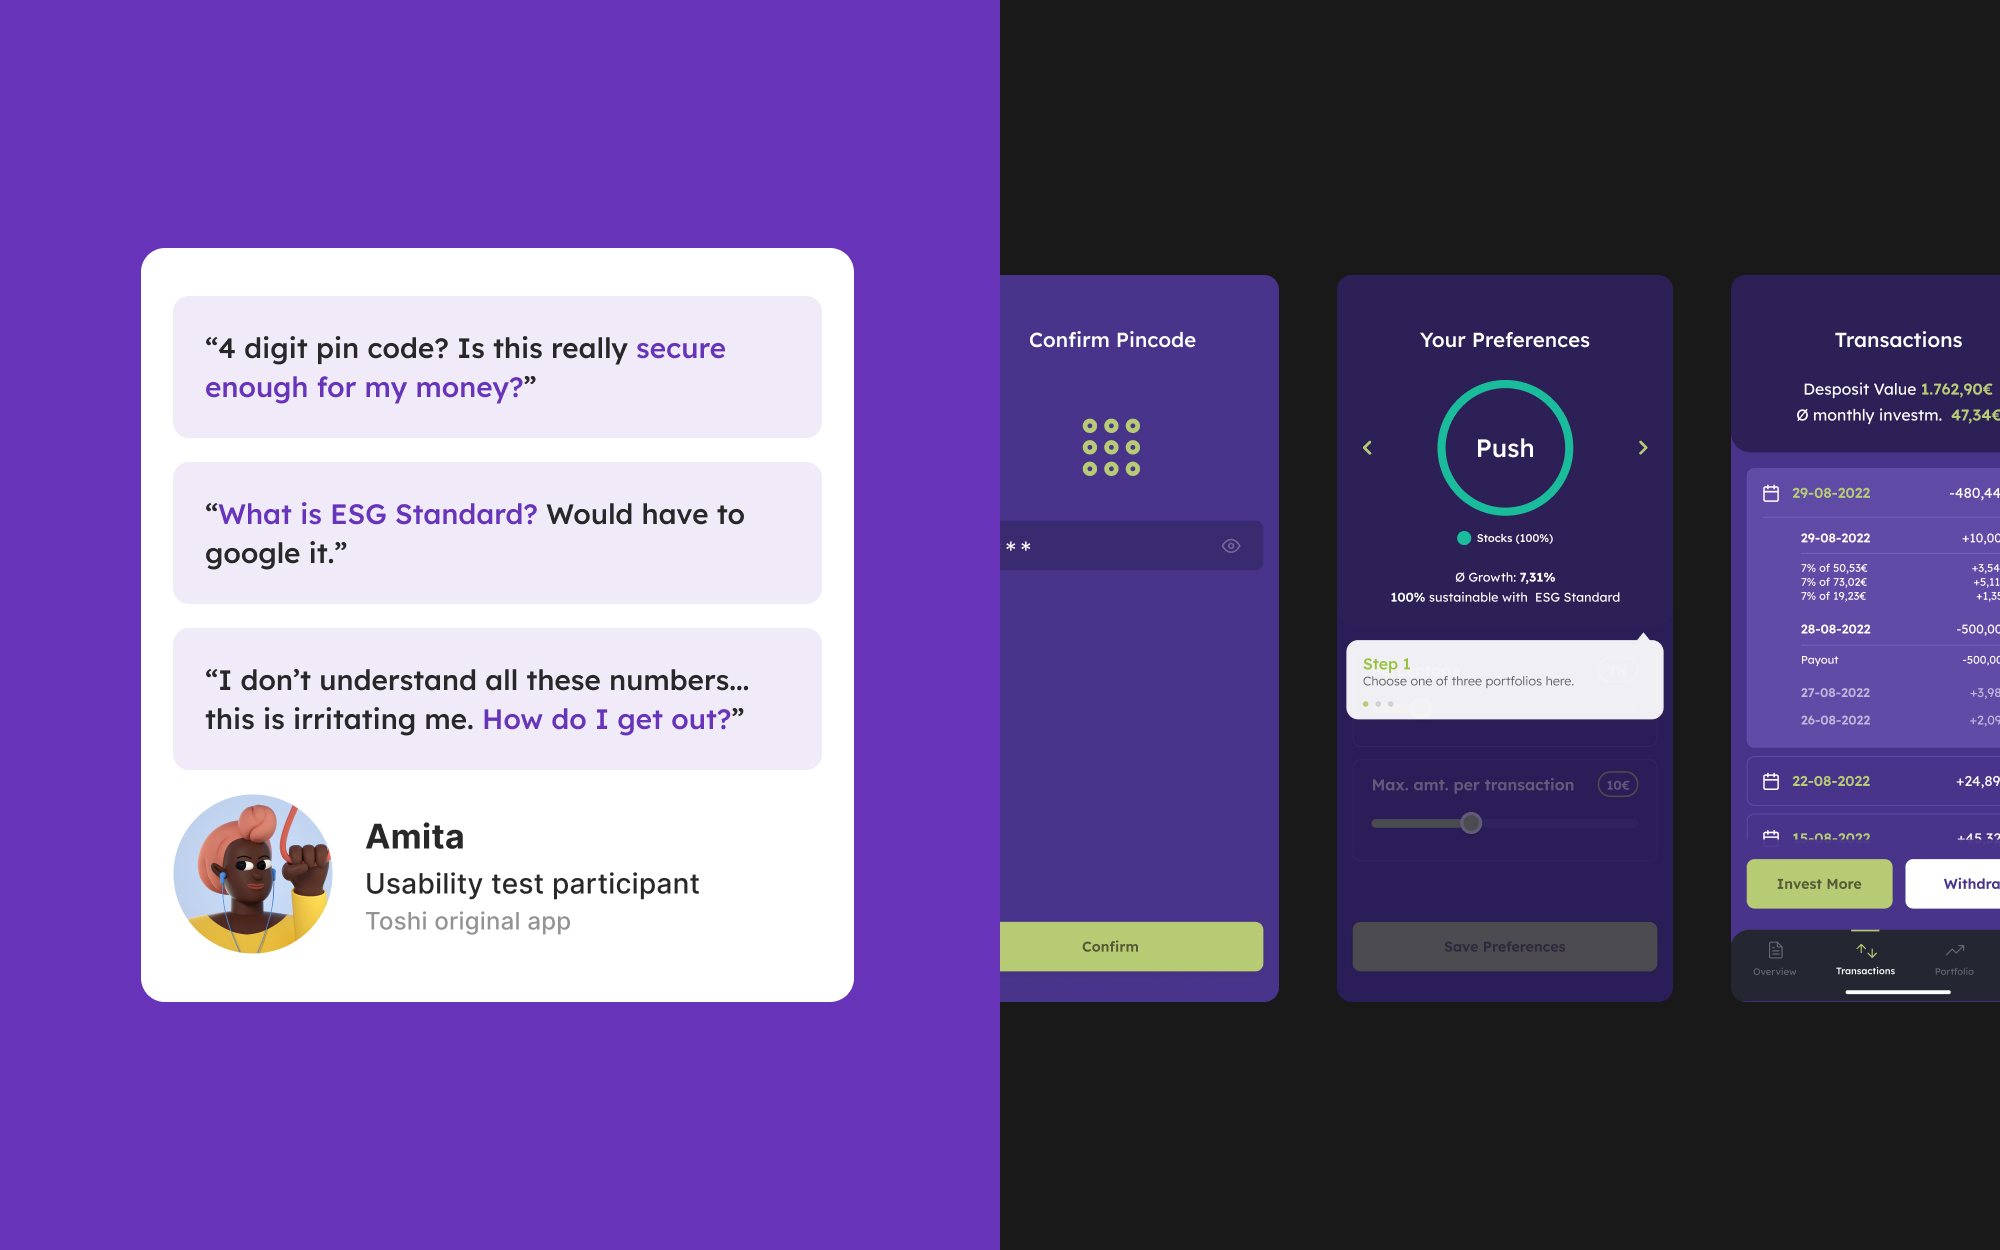 “4 digit pin code? Is this really secure
enough for my money?”
“What is ESG Standard? Would have to
google it.”
“I don’t understand all these numbers...
this is irritating me. How do I get out?”
Amita
Usability test participant
Toshi original app
Confirm Pincode
**
Confirm
Your Preferences
Push
Stocks (100%)
Ø Growth: 7,31%
100% sustainable with ESG Standard
Step 1
Choose one of three portfolios here.
Max. amt. per transaction 10€
Save Preferences
Transactions
Desposit Value 1.762,90€
Ø monthly investm. 47,34€
29-08-2022 -480,44
29-08-2022 +10,00
7% of 50,53€ +3,54
7% of 73,02€ +5,11
7% of 19,23€ +1,35
28-08-2022 -500,00
Payout -500,00
27-08-2022 +3,98
26-08-2022 +2,09
22-08-2022 +24,89
15-08-2022 +45,32
Invest More
Withdra
Overview
Transactions
Portfolio